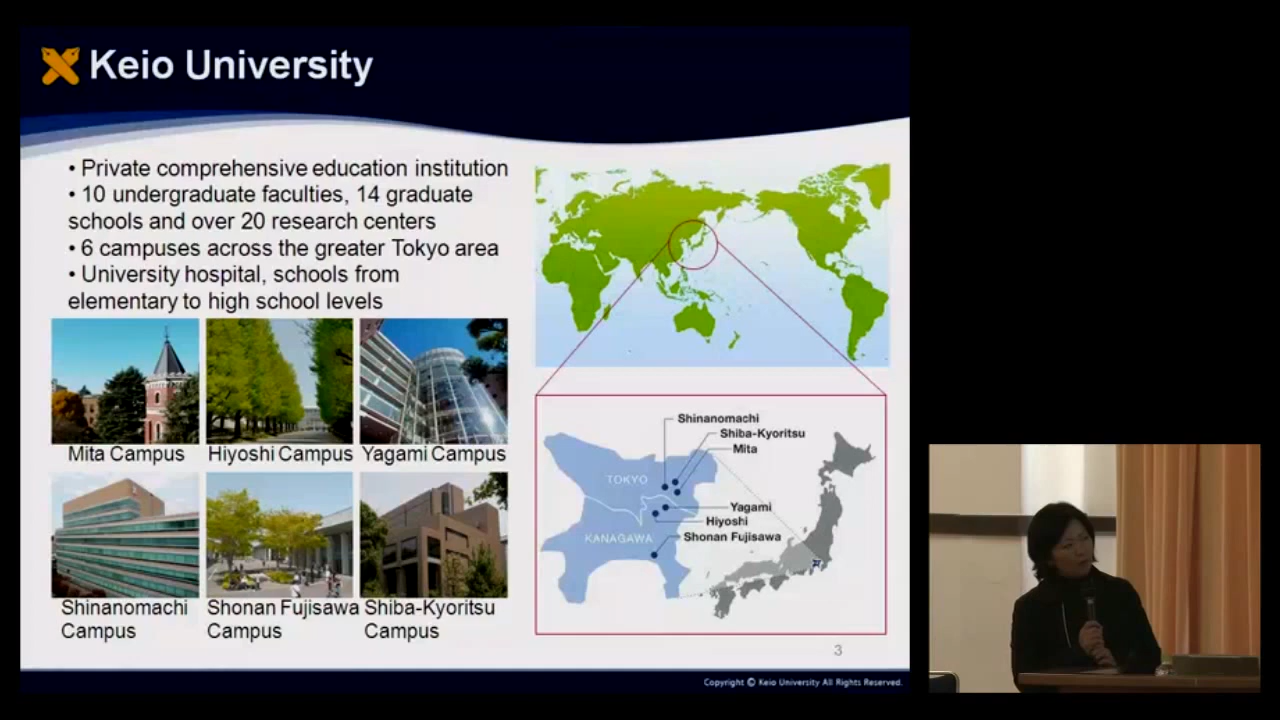 Keio University
• Private comprehensive education institution
• 10 undergraduate faculties, 14 graduate
schools and over 20 research centers
• 6 campuses across the greater Tokyo area
• University hospital, schools from
elementary to high school levels
Mita Campus
Hiyoshi Campus
Yagami Campus
Shinanomachi
Campus
Shonan Fujisawa
Campus
Shiba-Kyoritsu
Campus
Shinanomachi
Shiba-Kyoritsu
Mita
TOKYO
Yagami
Hiyoshi
KANAGAWA
Shonan Fujisawa
3
Copyright © Keio University All Rights Reserved.